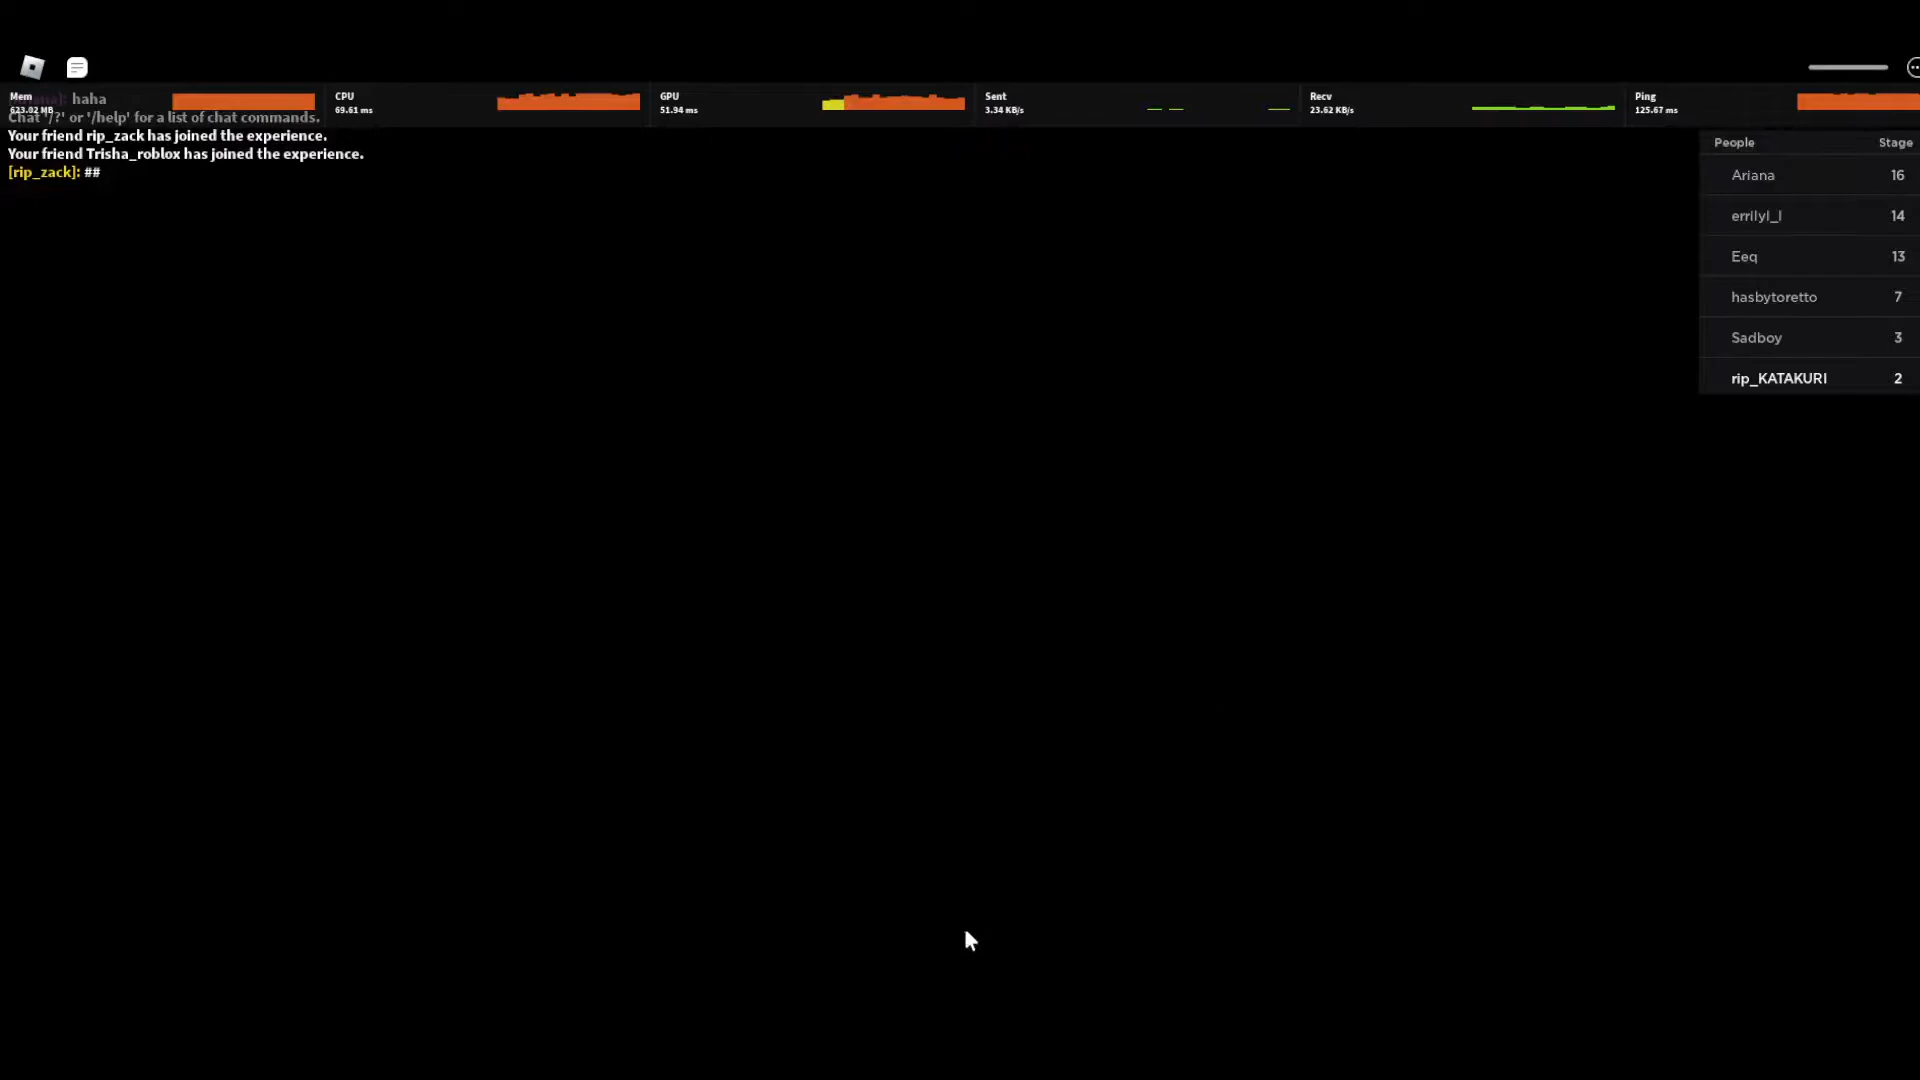 Mem CPU GPU Sent Recv Ping
623.02 MB 69.61 ms 51.94 ms 3.34 KB/s 23.62 KB/s 125.67 ms
haha
Chat '/?' or '/help' for a list of chat commands.
Your friend rip_zack has joined the experience.
Your friend Trisha_roblox has joined the experience.
[rip_zack]: ##
People Stage
Ariana 16
errilyl_l 14
Eeq 13
hasbytoretto 7
Sadboy 3
rip_KATAKURI 2